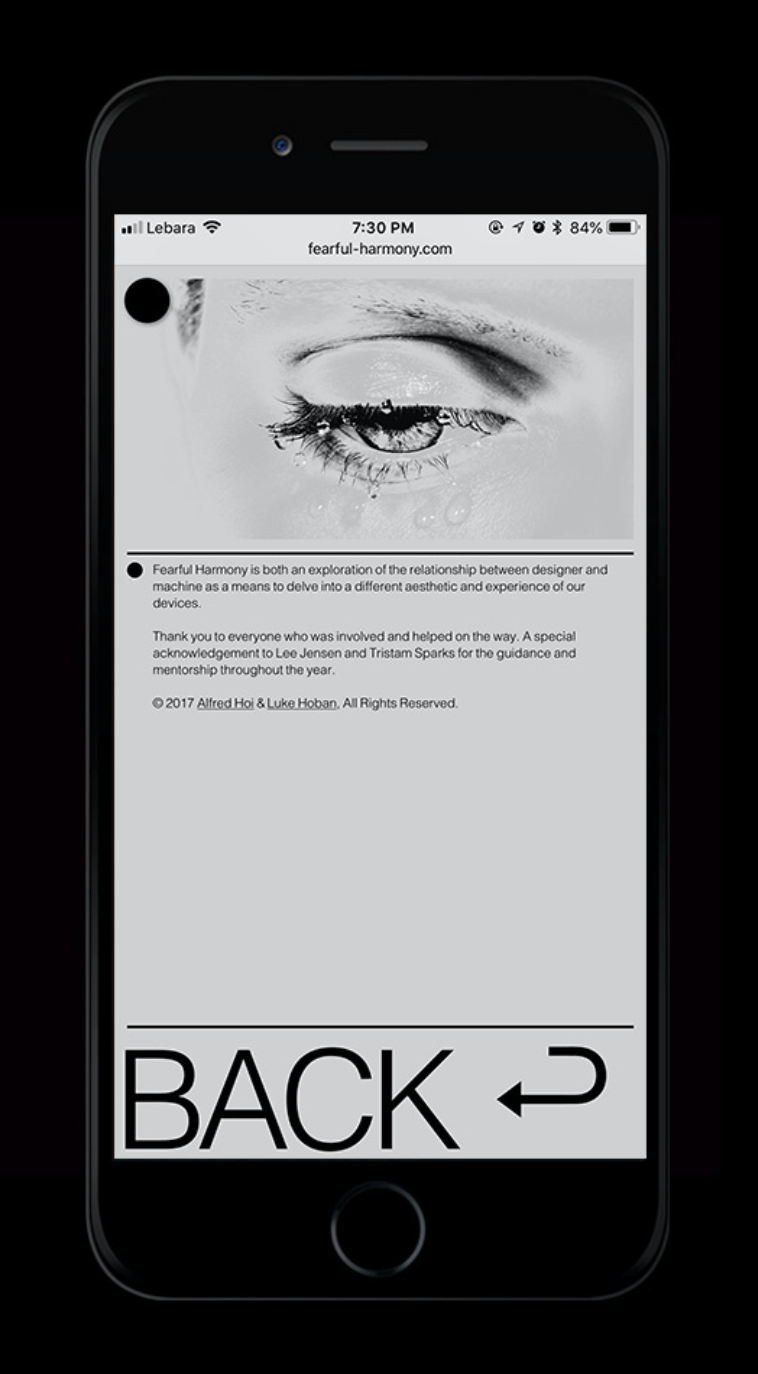 Lebara 7:30 PM 84%
fearful-harmony.com
Fearful Harmony is both an exploration of the relationship between designer and
machine as a means to delve into a different aesthetic and experience of our
devices.
Thank you to everyone who was involved and helped on the way. A special
acknowledgement to Lee Jensen and Tristam Sparks for the guidance and
mentorship throughout the year.
© 2017 Alfred Hoi & Luke Hoban, All Rights Reserved.
BACK